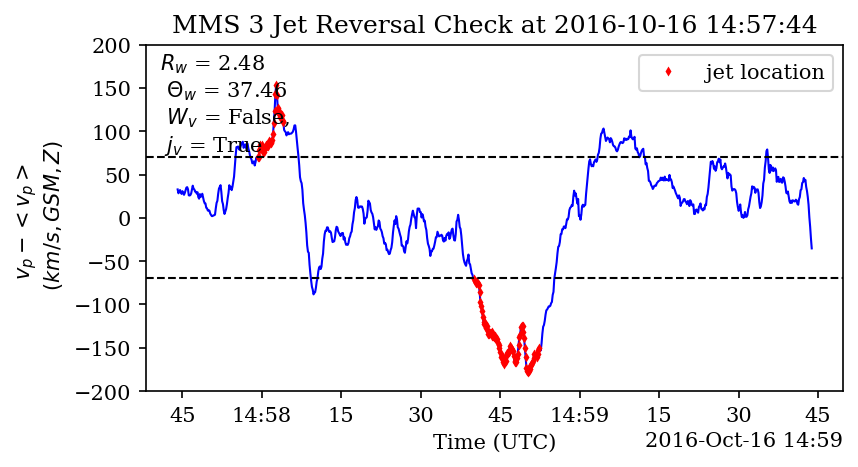 MMS 3 Jet Reversal Check at 2016-10-16 14:57:44
R_w = 2.48
Θ_w = 37.46
W_v = False,
j_v = True
jet location
200
150
100
50
0
−50
−100
−150
−200
v_p − < v_p >
(km/s, GSM, Z)
45 14:58 15 30 45 14:59 15 30 45
Time (UTC)
2016-Oct-16 14:59